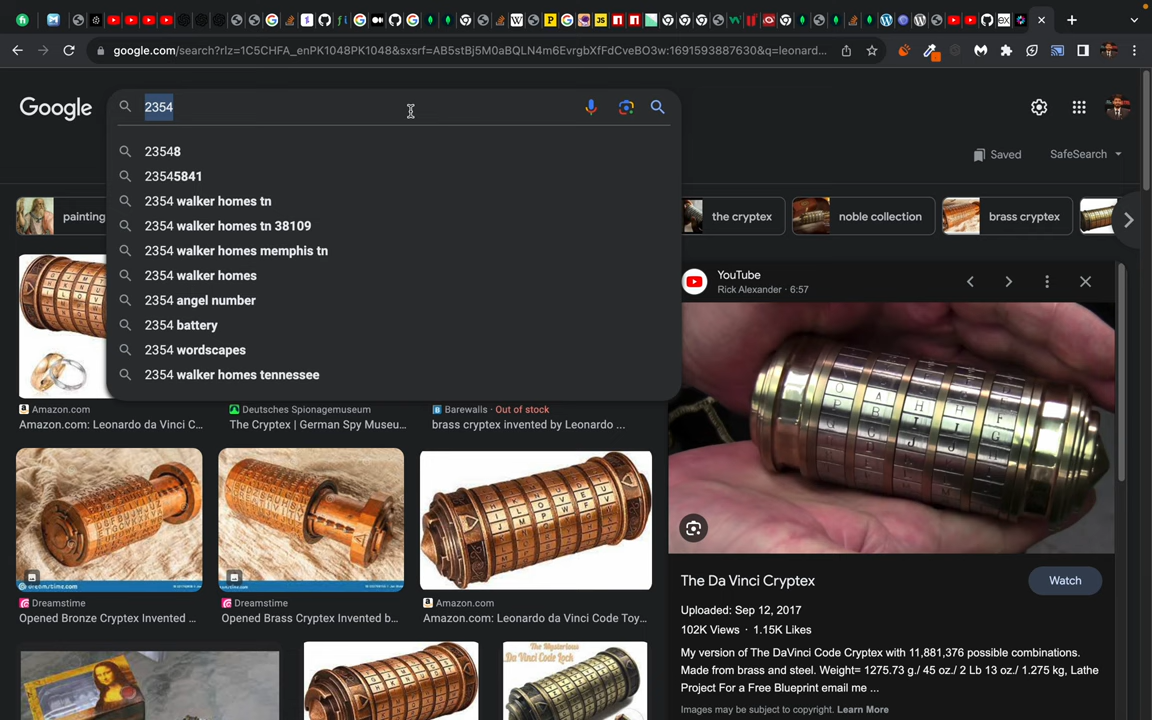 google.com/search?rlz=1C5CHFA_enPK1048PK1048&sxsrf=AB5stBj5M0aBQLN4m6EvrgbXfFdCveBO3w:1691593887630&q=leonard...
Google
2354
23548
23545841
2354 walker homes tn
2354 walker homes tn 38109
2354 walker homes memphis tn
2354 walker homes
2354 angel number
2354 battery
2354 wordscapes
2354 walker homes tennessee
Saved
SafeSearch
painting
the cryptex
noble collection
brass cryptex
Amazon.com
Amazon.com: Leonardo da Vinci C...
Deutsches Spionagemuseum
The Cryptex | German Spy Museu...
Barewalls · Out of stock
brass cryptex invented by Leonardo ...
Dreamstime
Opened Bronze Cryptex Invented ...
Dreamstime
Opened Brass Cryptex Invented b...
Amazon.com
Amazon.com: Leonardo da Vinci Code Toy...
YouTube
Rick Alexander · 6:57
The Da Vinci Cryptex
Watch
Uploaded: Sep 12, 2017
102K Views · 1.15K Likes
My version of The DaVinci Code Cryptex with 11,881,376 possible combinations.
Made from brass and steel. Weight= 1275.73 g./ 45 oz./ 2 Lb 13 oz./ 1.275 kg, Lathe
Project For a Free Blueprint email me ...
Images may be subject to copyright. Learn More